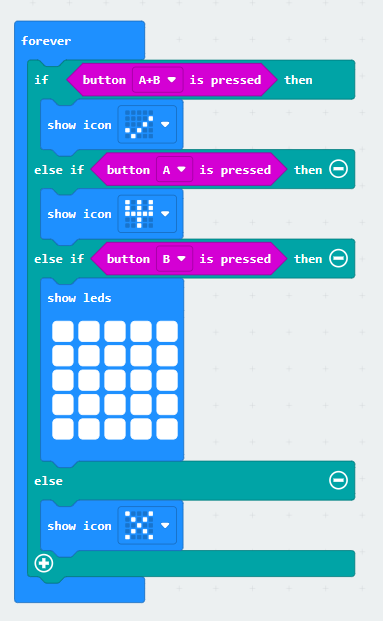 forever
if button A+B is pressed then
show icon
else if button A is pressed then
show icon
else if button B is pressed then
show leds
else
show icon